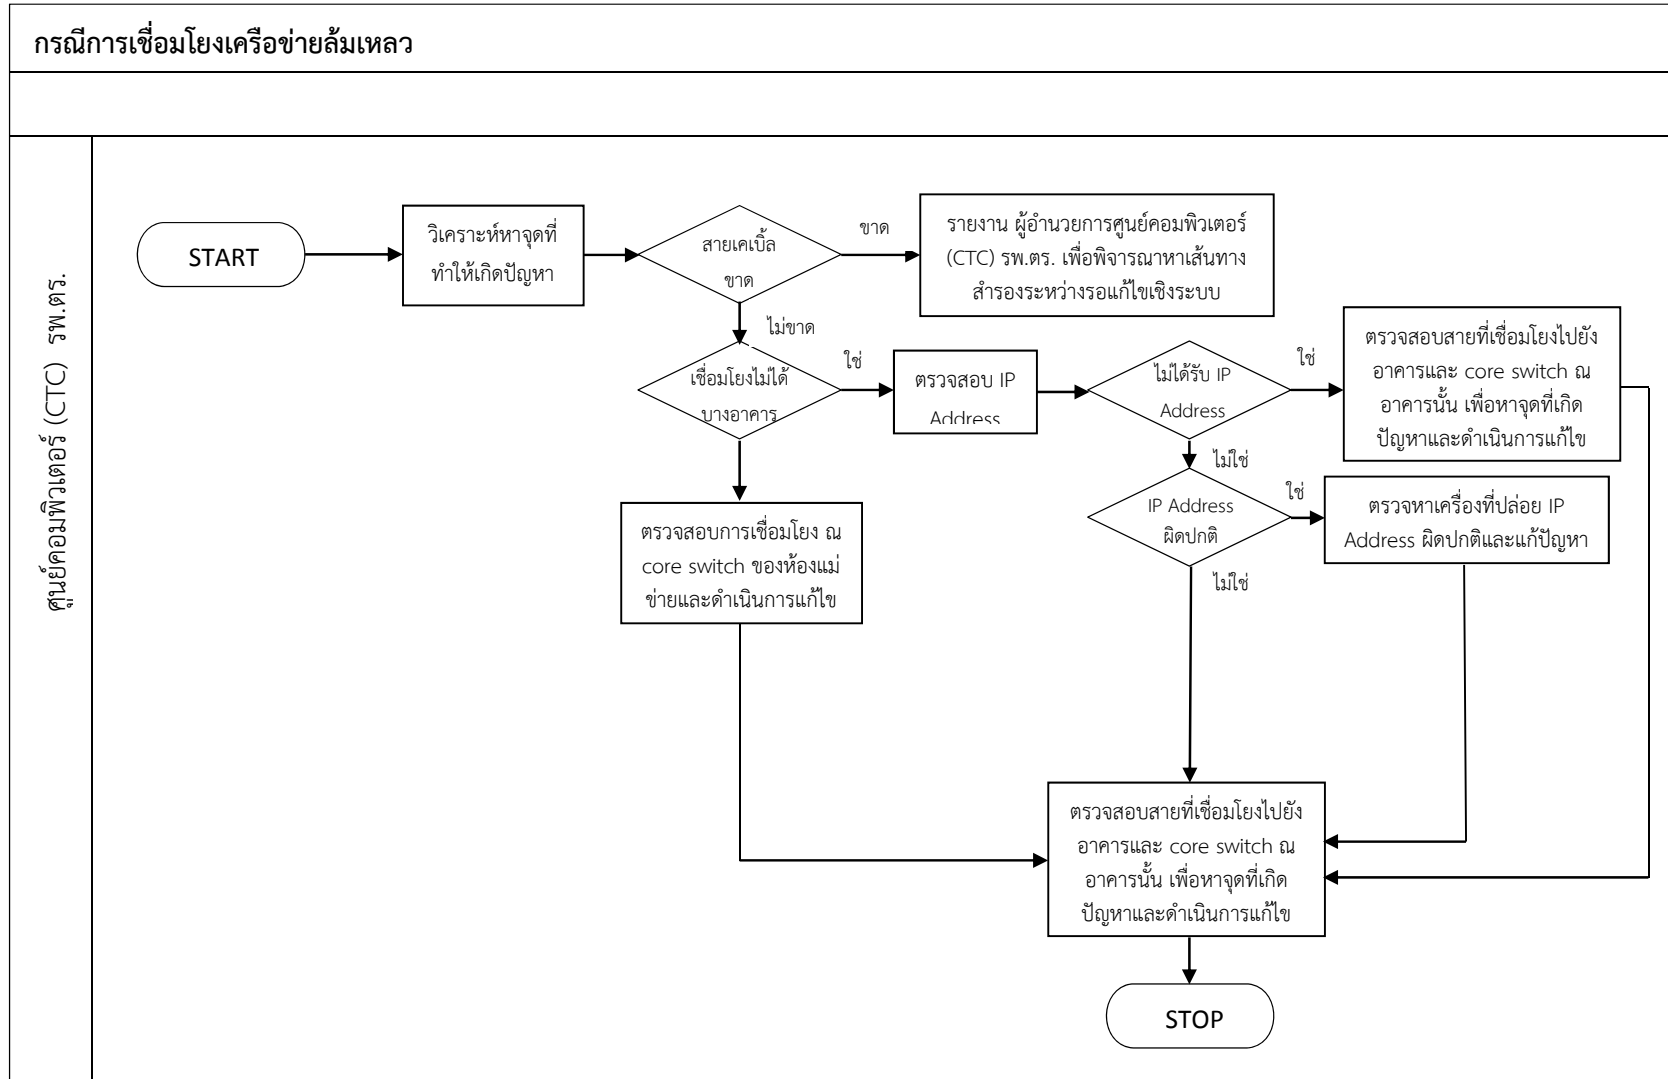 กรณีการเชื่อมโยงเครือข่ายล้มเหลว
ศูนย์คอมพิวเตอร์ (CTC) รพ.ตร.
START
วิเคราะห์หาจุดที่
ทำให้เกิดปัญหา
สายเคเบิ้ล
ขาด
ขาด
รายงาน ผู้อำนวยการศูนย์คอมพิวเตอร์
(CTC) รพ.ตร. เพื่อพิจารณาหาเส้นทาง
สำรองระหว่างรอแก้ไขเชิงระบบ
ไม่ขาด
เชื่อมโยงไม่ได้
บางอาคาร
ใช่
ตรวจสอบ IP
Address
ไม่ได้รับ IP
Address
ใช่
ตรวจสอบสายที่เชื่อมโยงไปยัง
อาคารและ core switch ณ
อาคารนั้น เพื่อหาจุดที่เกิด
ปัญหาและดำเนินการแก้ไข
ไม่ใช่
IP Address
ผิดปกติ
ใช่
ตรวจหาเครื่องที่ปล่อย IP
Address ผิดปกติและแก้ปัญหา
ไม่ใช่
ตรวจสอบการเชื่อมโยง ณ
core switch ของห้องแม่
ข่ายและดำเนินการแก้ไข
ตรวจสอบสายที่เชื่อมโยงไปยัง
อาคารและ core switch ณ
อาคารนั้น เพื่อหาจุดที่เกิด
ปัญหาและดำเนินการแก้ไข
STOP